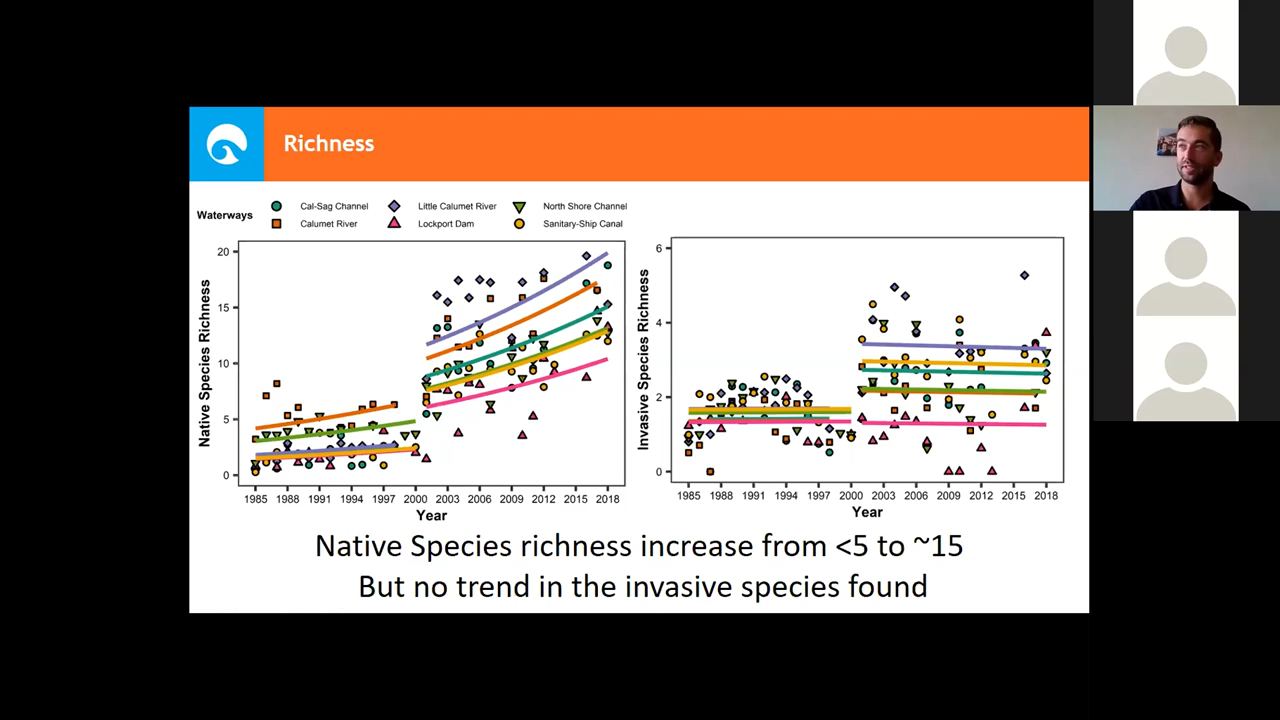 Richness
Waterways
Cal-Sag Channel
Little Calumet River
North Shore Channel
Calumet River
Lockport Dam
Sanitary-Ship Canal
Native Species Richness
20
15
10
5
0
1985 1988 1991 1994 1997 2000 2003 2006 2009 2012 2015 2018
Year
Invasive Species Richness
6
4
2
0
1985 1988 1991 1994 1997 2000 2003 2006 2009 2012 2015 2018
Year
Native Species richness increase from <5 to ~15
But no trend in the invasive species found